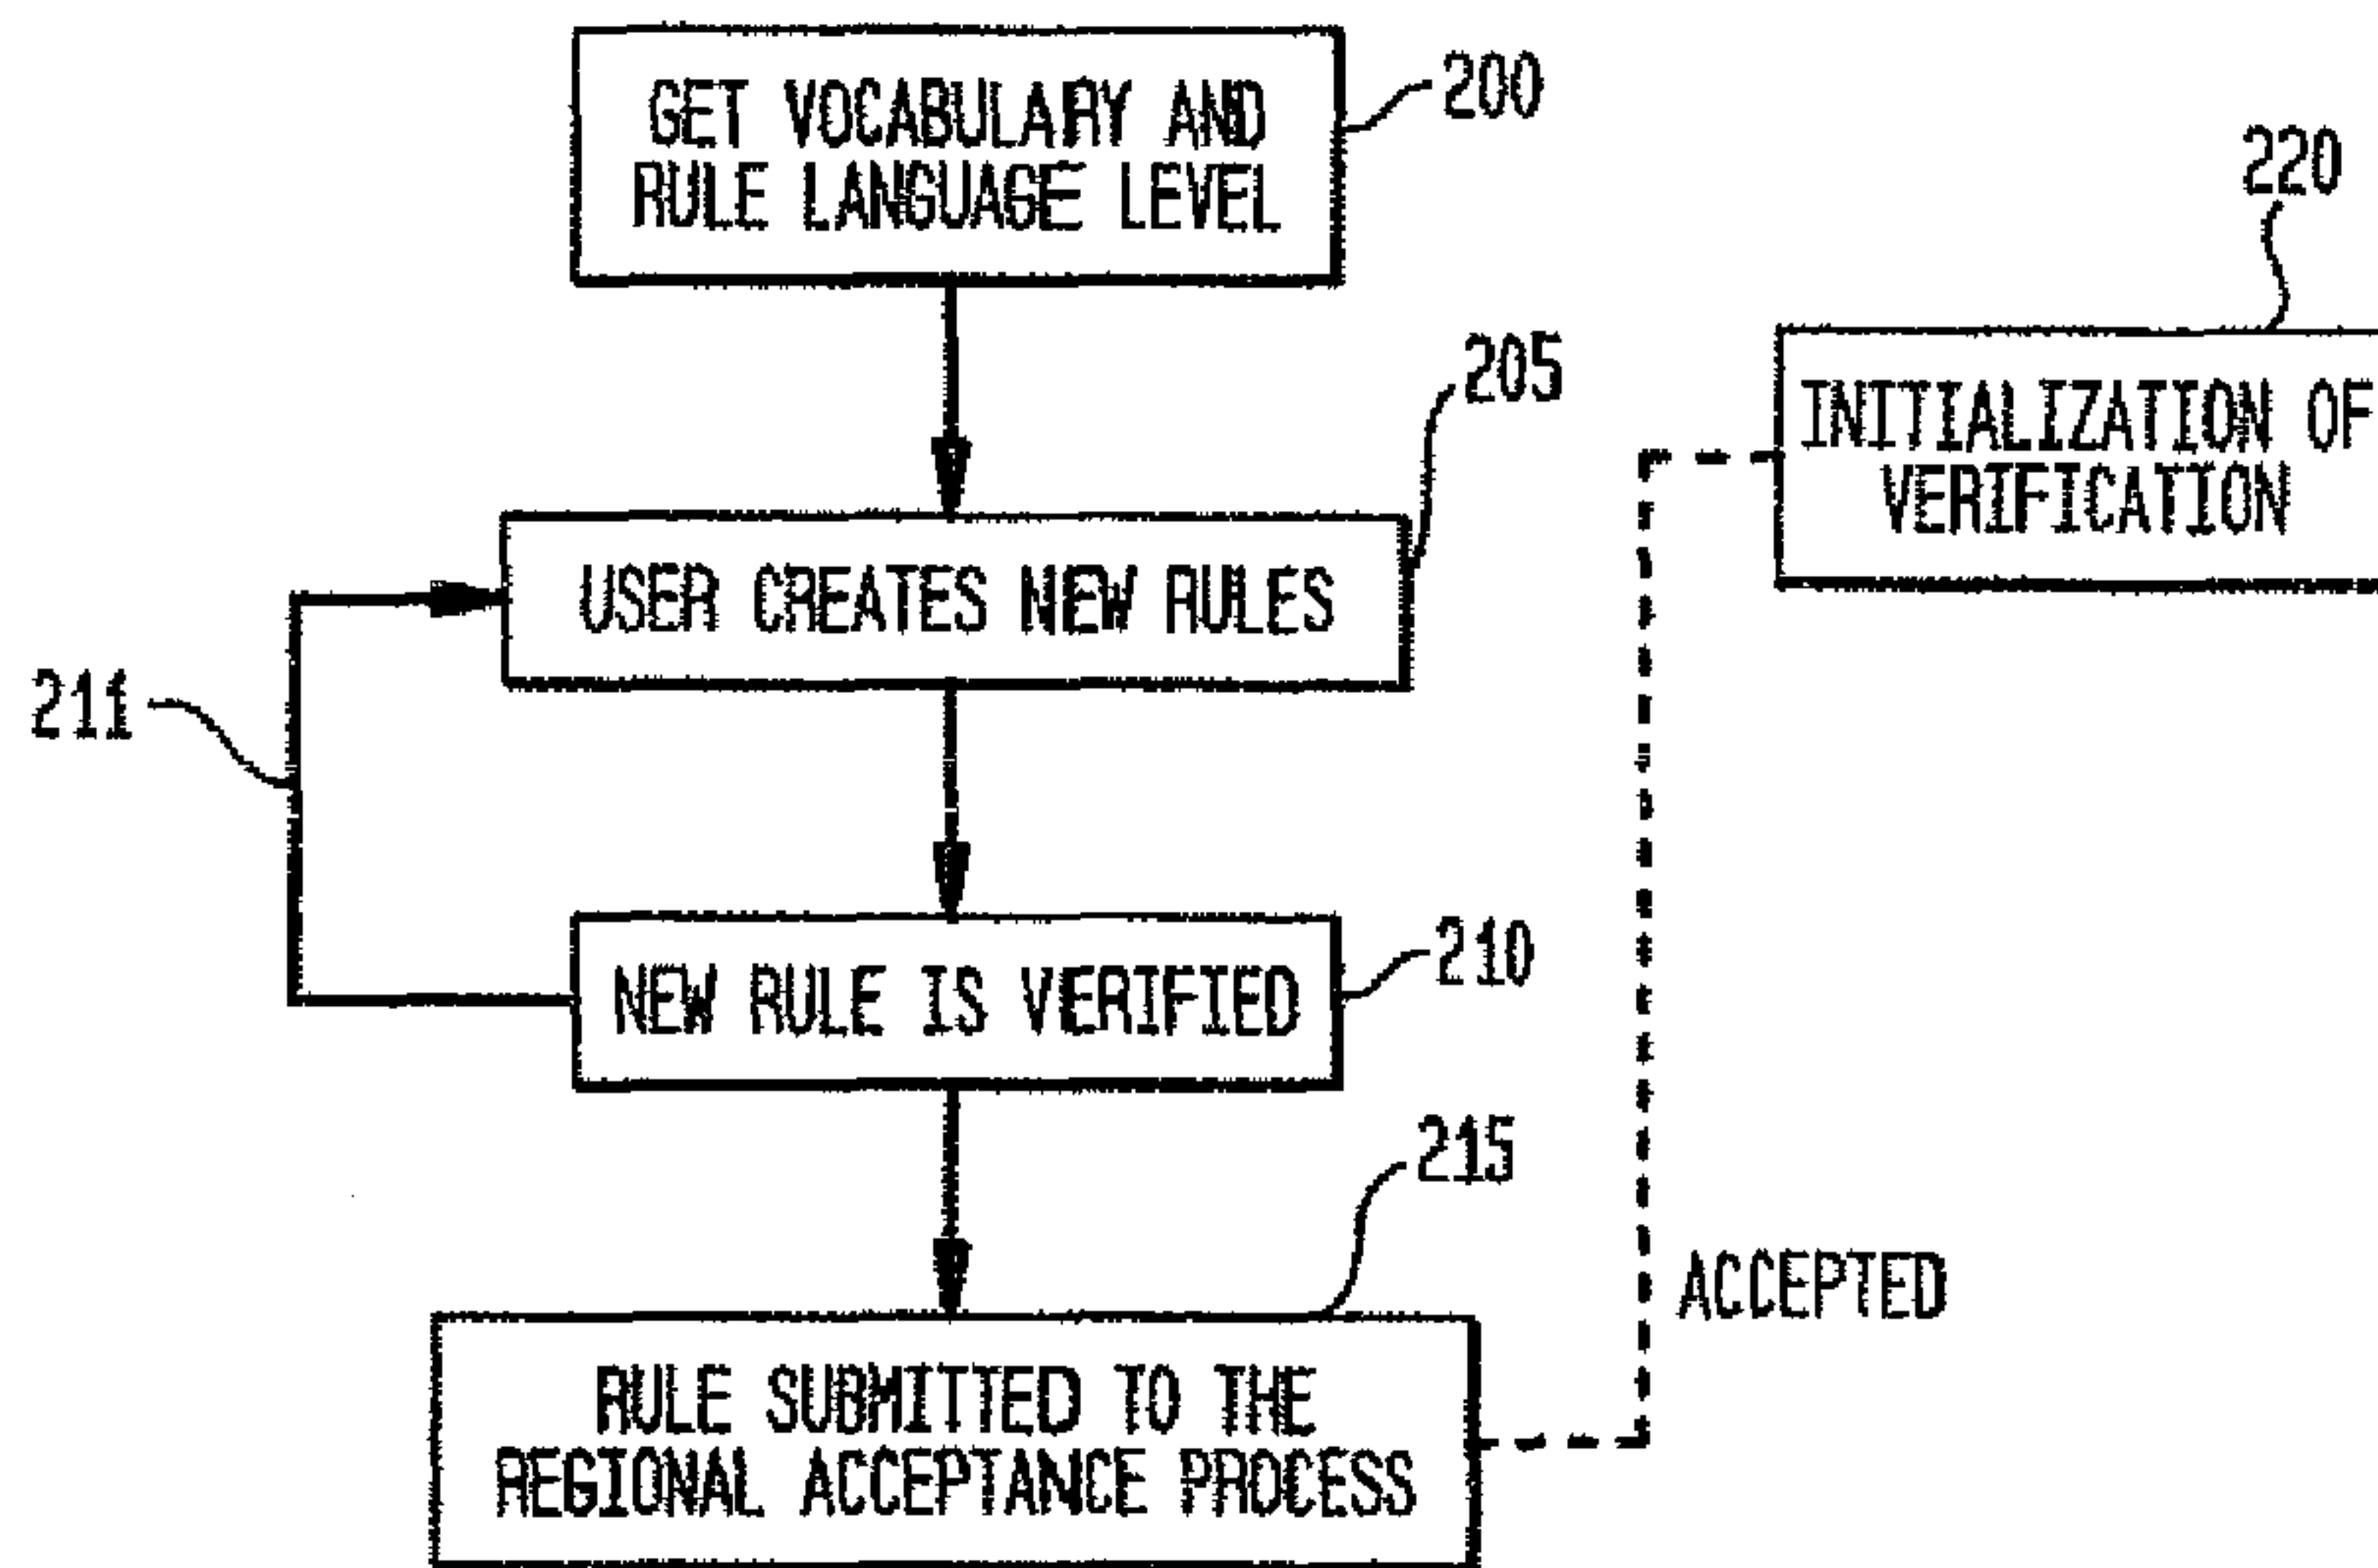 GET VOCABULARY AND
RULE LANGUAGE LEVEL
200
220
205
INITIALIZATION OF
VERIFICATION
USER CREATES NEW RULES
211
NEW RULE IS VERIFIED
210
215
ACCEPTED
RULE SUBMITTED TO THE
REGIONAL ACCEPTANCE PROCESS